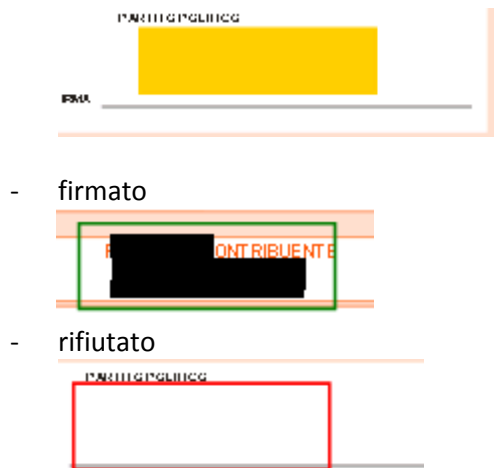 PARTITO POLITICO
FIRMA
- firmato
ONTRIBUENTE
- rifiutato
PARTITO POLITICO